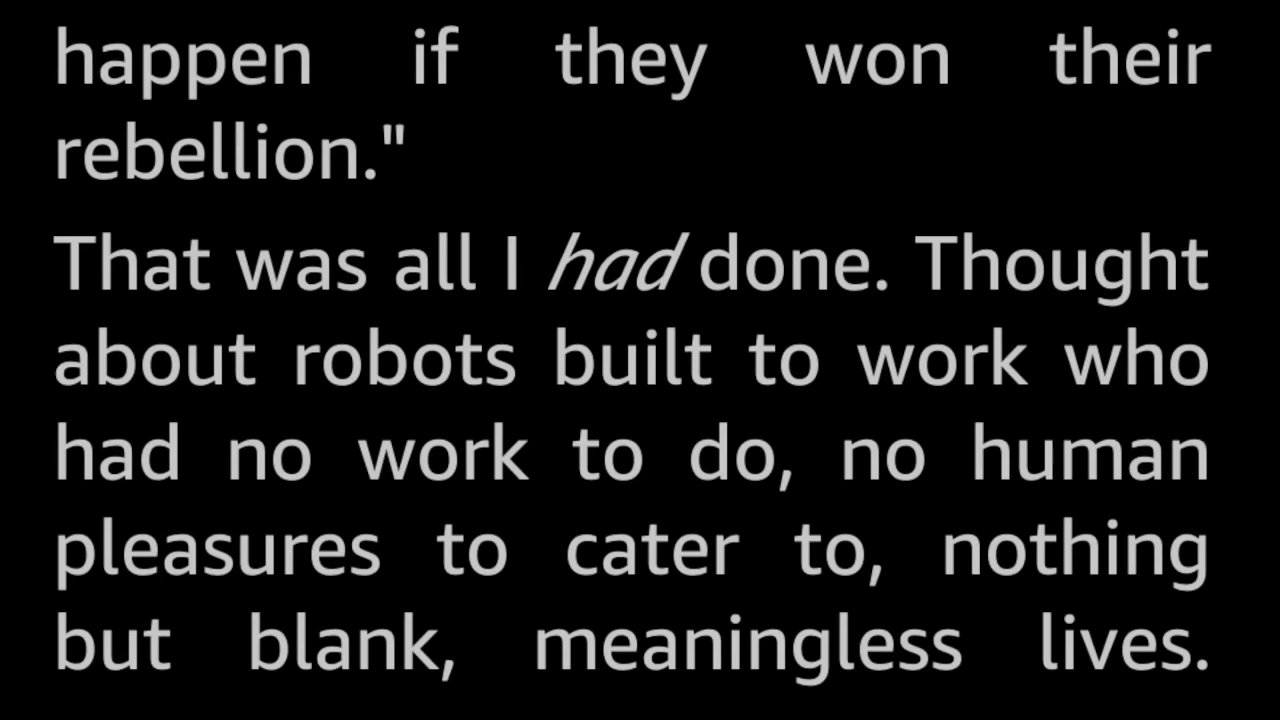 happen if they won their
rebellion."
That was all I had done. Thought
about robots built to work who
had no work to do, no human
pleasures to cater to, nothing
but blank, meaningless lives.